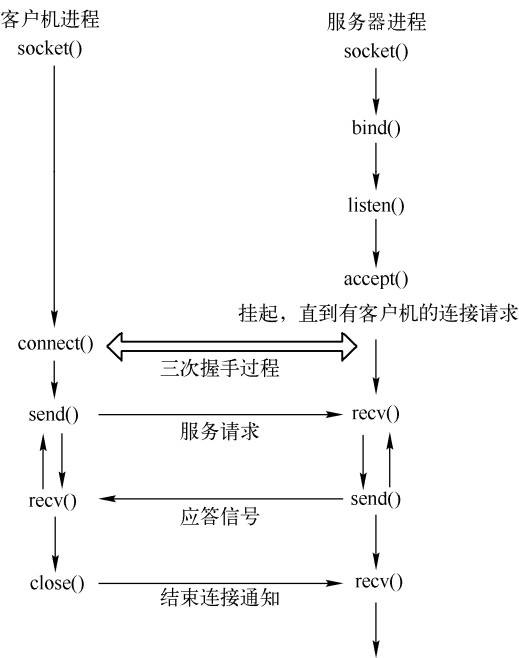 客户机进程
服务器进程
socket()
socket()
bind()
listen()
accept()
挂起，直到有客户机的连接请求
connect()
三次握手过程
send()
recv()
服务请求
recv()
send()
应答信号
close()
recv()
结束连接通知